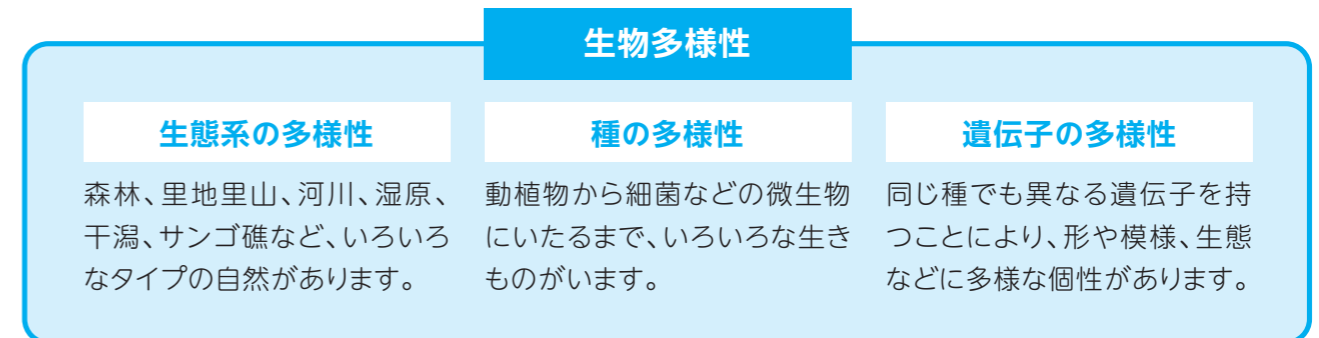 生物多様性
生態系の多様性
森林、里地里山、河川、湿原、
干潟、サンゴ礁など、いろいろ
なタイプの自然があります。
種の多様性
動植物から細菌などの微生物
にいたるまで、いろいろな生き
ものがいます。
遺伝子の多様性
同じ種でも異なる遺伝子を持
つことにより、形や模様、生態
などに多様な個性があります。